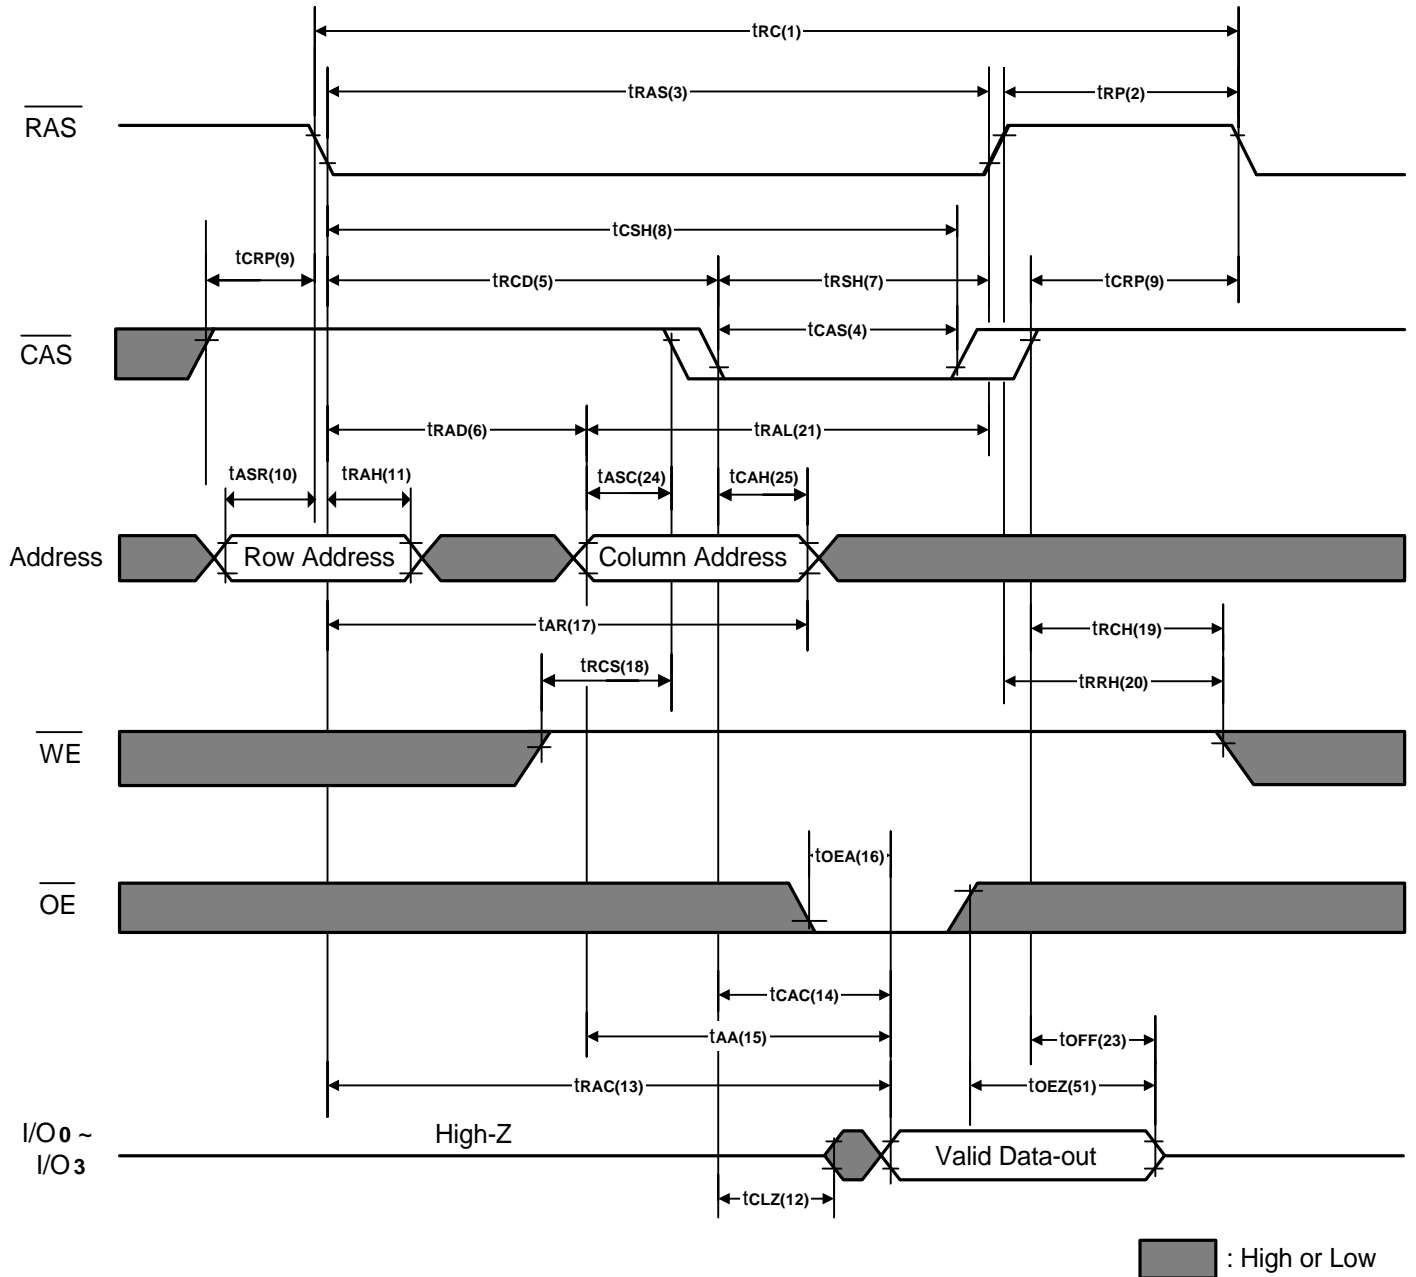 tRC(1)
tRAS(3)
tRP(2)
RAS
tCSH(8)
tCRP(9)
tRCD(5)
tRSH(7)
tCRP(9)
tCAS(4)
CAS
tRAD(6)
tRAL(21)
tASR(10)
tRAH(11)
tASC(24)
tCAH(25)
Address
Row Address
Column Address
tAR(17)
tRCH(19)
tRCS(18)
tRRH(20)
WE
tOEA(16)
OE
tCAC(14)
tAA(15)
tOFF(23)
tRAC(13)
tOEZ(51)
I/O0 ~
I/O3
High-Z
Valid Data-out
tCLZ(12)
: High or Low